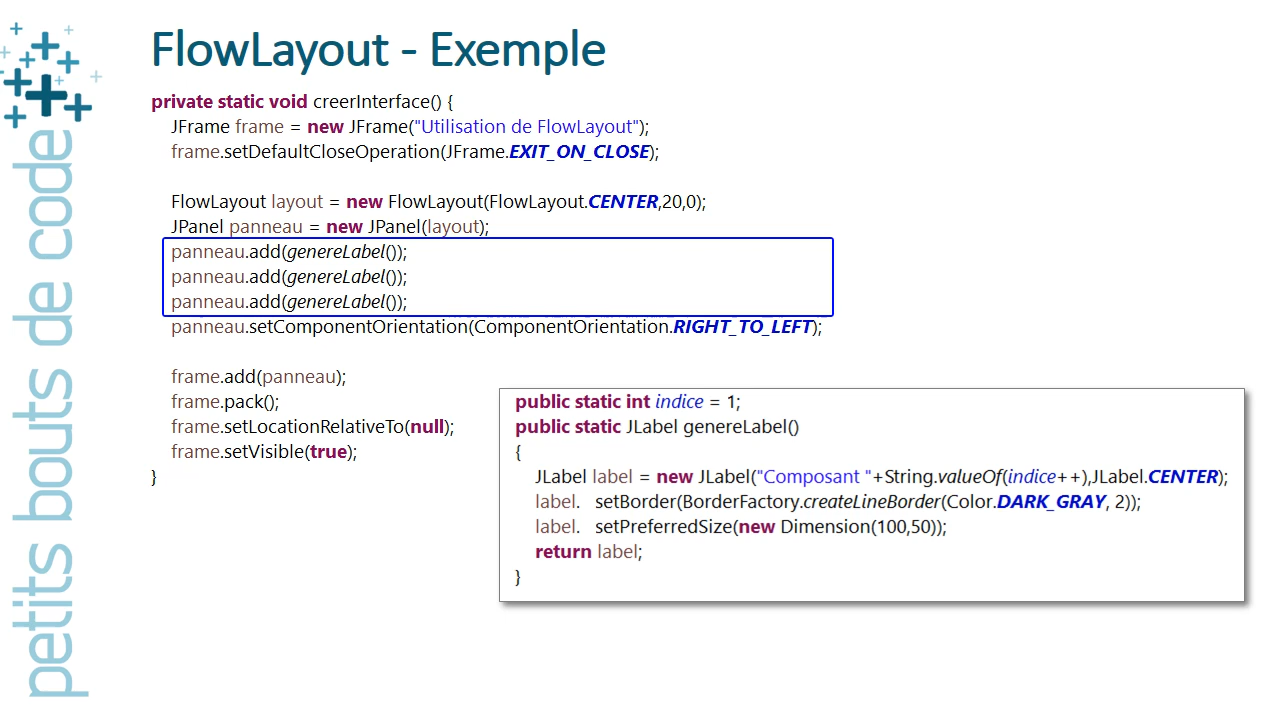 FlowLayout - Exemple
private static void creerInterface() {
JFrame frame = new JFrame("Utilisation de FlowLayout");
frame.setDefaultCloseOperation(JFrame.EXIT_ON_CLOSE);
FlowLayout layout = new FlowLayout(FlowLayout.CENTER,20,0);
JPanel panneau = new JPanel(layout);
panneau.add(genereLabel());
panneau.add(genereLabel());
panneau.add(genereLabel());
panneau.setComponentOrientation(ComponentOrientation.RIGHT_TO_LEFT);
frame.add(panneau);
frame.pack();
frame.setLocationRelativeTo(null);
frame.setVisible(true);
}
public static int indice = 1;
public static JLabel genereLabel()
{
JLabel label = new JLabel("Composant "+String.valueOf(indice++),JLabel.CENTER);
label. setBorder(BorderFactory.createLineBorder(Color.DARK_GRAY, 2));
label. setPreferredSize(new Dimension(100,50));
return label;
}
petits bouts de code